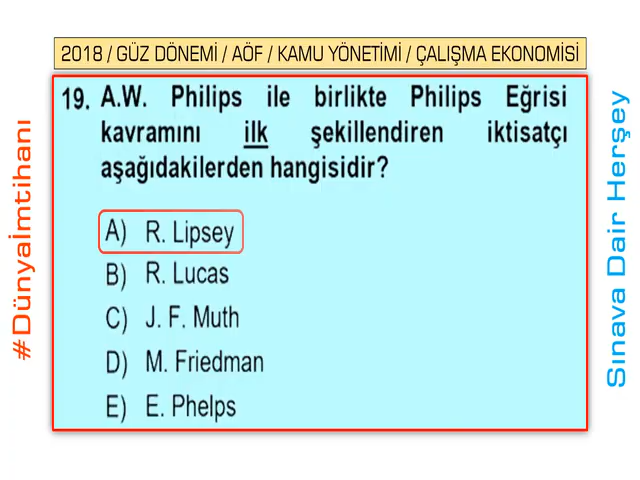 2018 / GÜZ DÖNEMİ / AÖF / KAMU YÖNETİMİ / ÇALIŞMA EKONOMİSİ
19. A.W. Philips ile birlikte Philips Eğrisi
kavramını ilk şekillendiren iktisatçı
aşağıdakilerden hangisidir?
A) R. Lipsey
B) R. Lucas
C) J. F. Muth
D) M. Friedman
E) E. Phelps
#Dünyaİmtihanı
Sınava Dair Herşey